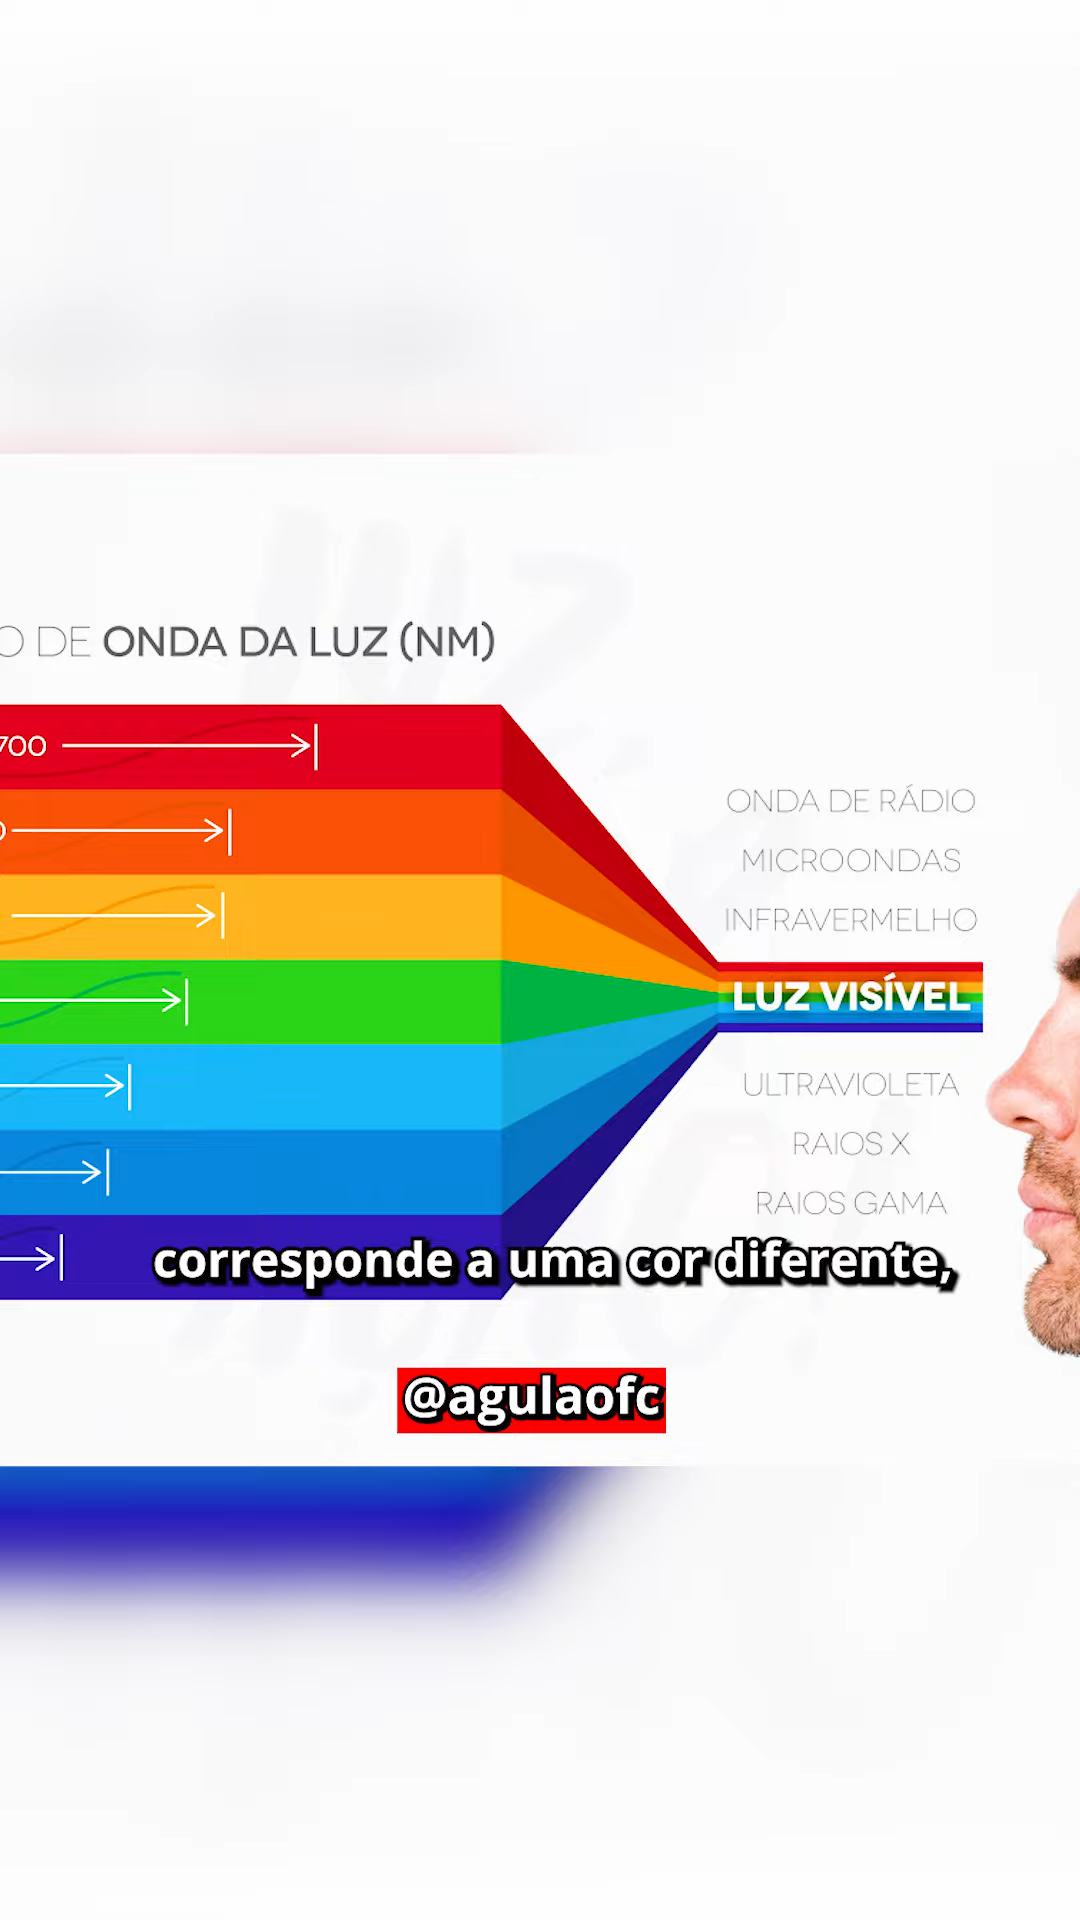 O DE ONDA DA LUZ (NM)
700
0
ONDA DE RÁDIO
MICROONDAS
INFRAVERMELHO
LUZ VISÍVEL
ULTRAVIOLETA
RAIOS X
RAIOS GAMA
corresponde a uma cor diferente,
@agulaofc